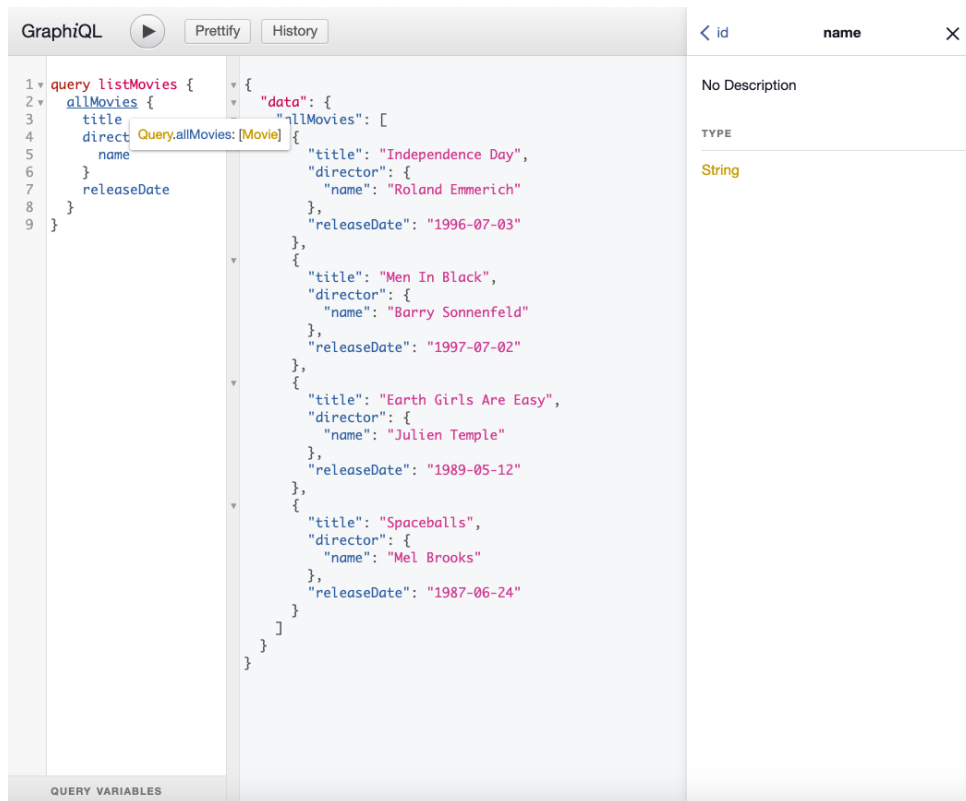 GraphiQL
Prettify
History
1 query listMovies {
2 allMovies {
3 title
4 direct
5 name
6 }
7 releaseDate
8 }
9 }
Query.allMovies: [Movie]
{
"data": {
"allMovies": [
{
"title": "Independence Day",
"director": {
"name": "Roland Emmerich"
},
"releaseDate": "1996-07-03"
},
{
"title": "Men In Black",
"director": {
"name": "Barry Sonnenfeld"
},
"releaseDate": "1997-07-02"
},
{
"title": "Earth Girls Are Easy",
"director": {
"name": "Julien Temple"
},
"releaseDate": "1989-05-12"
},
{
"title": "Spaceballs",
"director": {
"name": "Mel Brooks"
},
"releaseDate": "1987-06-24"
}
]
}
}
QUERY VARIABLES
id
name
No Description
TYPE
String